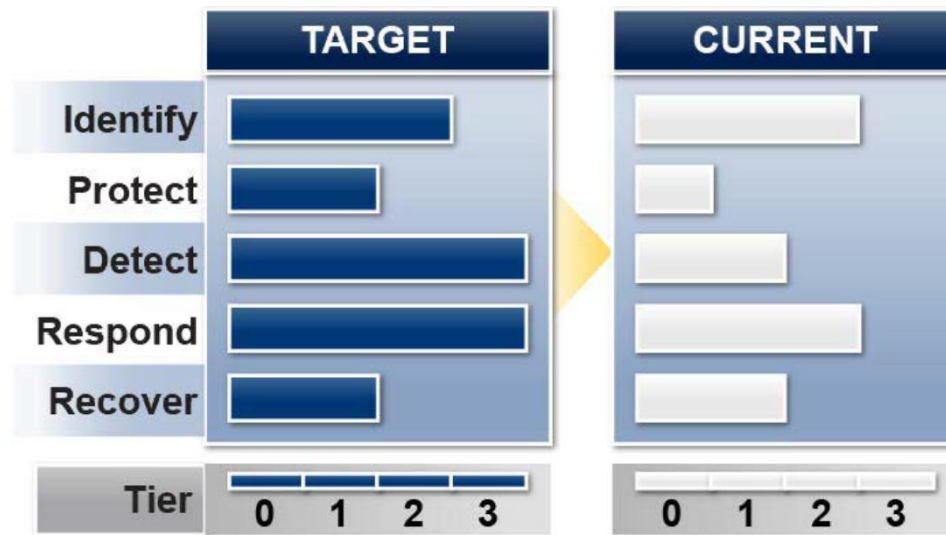 TARGET CURRENT
Identify
Protect
Detect
Respond
Recover
Tier 0 1 2 3 0 1 2 3